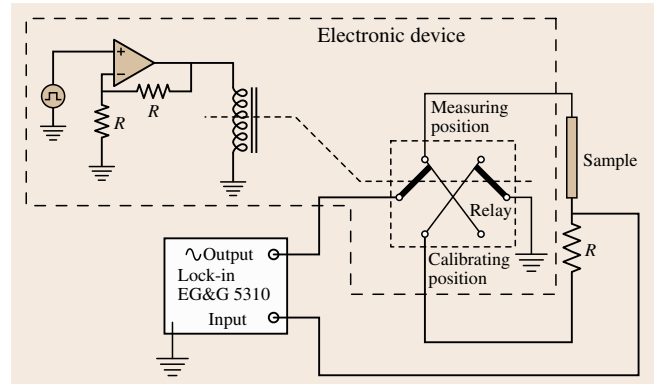 Electronic device
+
−
R
R
Measuring
position
Sample
Relay
R
Calibrating
position
Output
Lock-in
EG&G 5310
Input